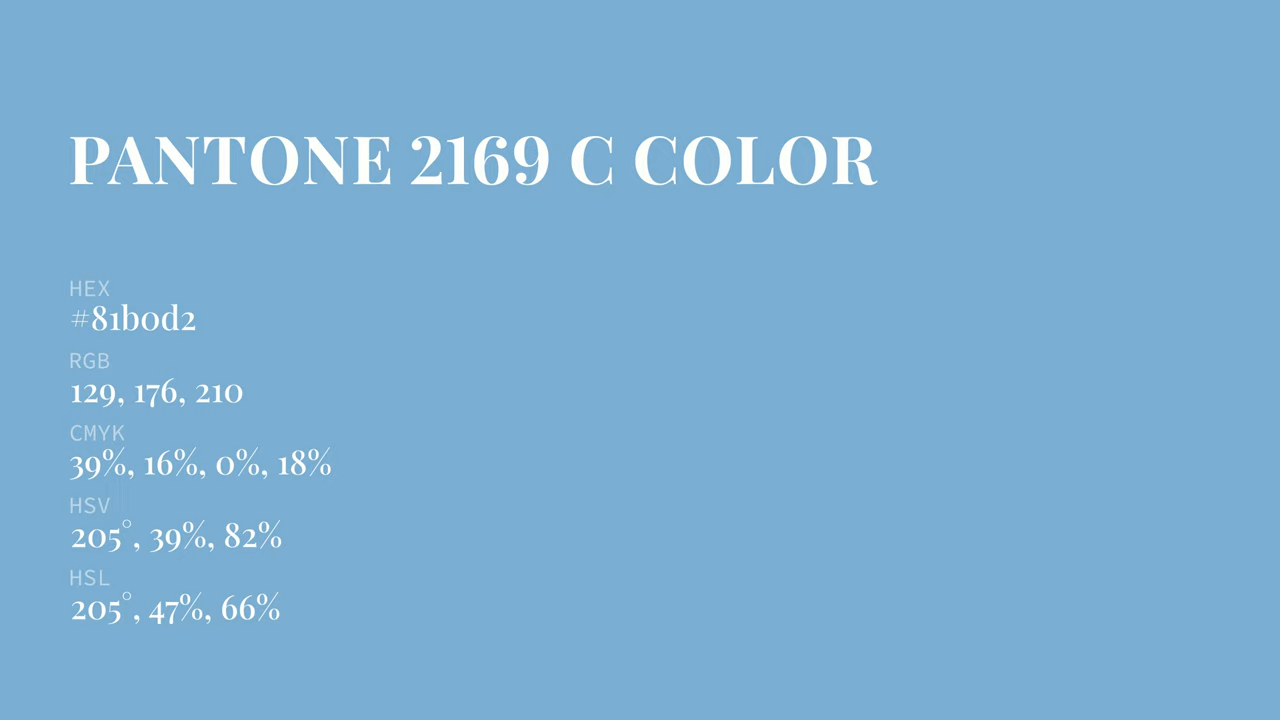 PANTONE 2169 C COLOR
HEX
#81b0d2
RGB
129, 176, 210
CMYK
39%, 16%, 0%, 18%
HSV
205°, 39%, 82%
HSL
205°, 47%, 66%